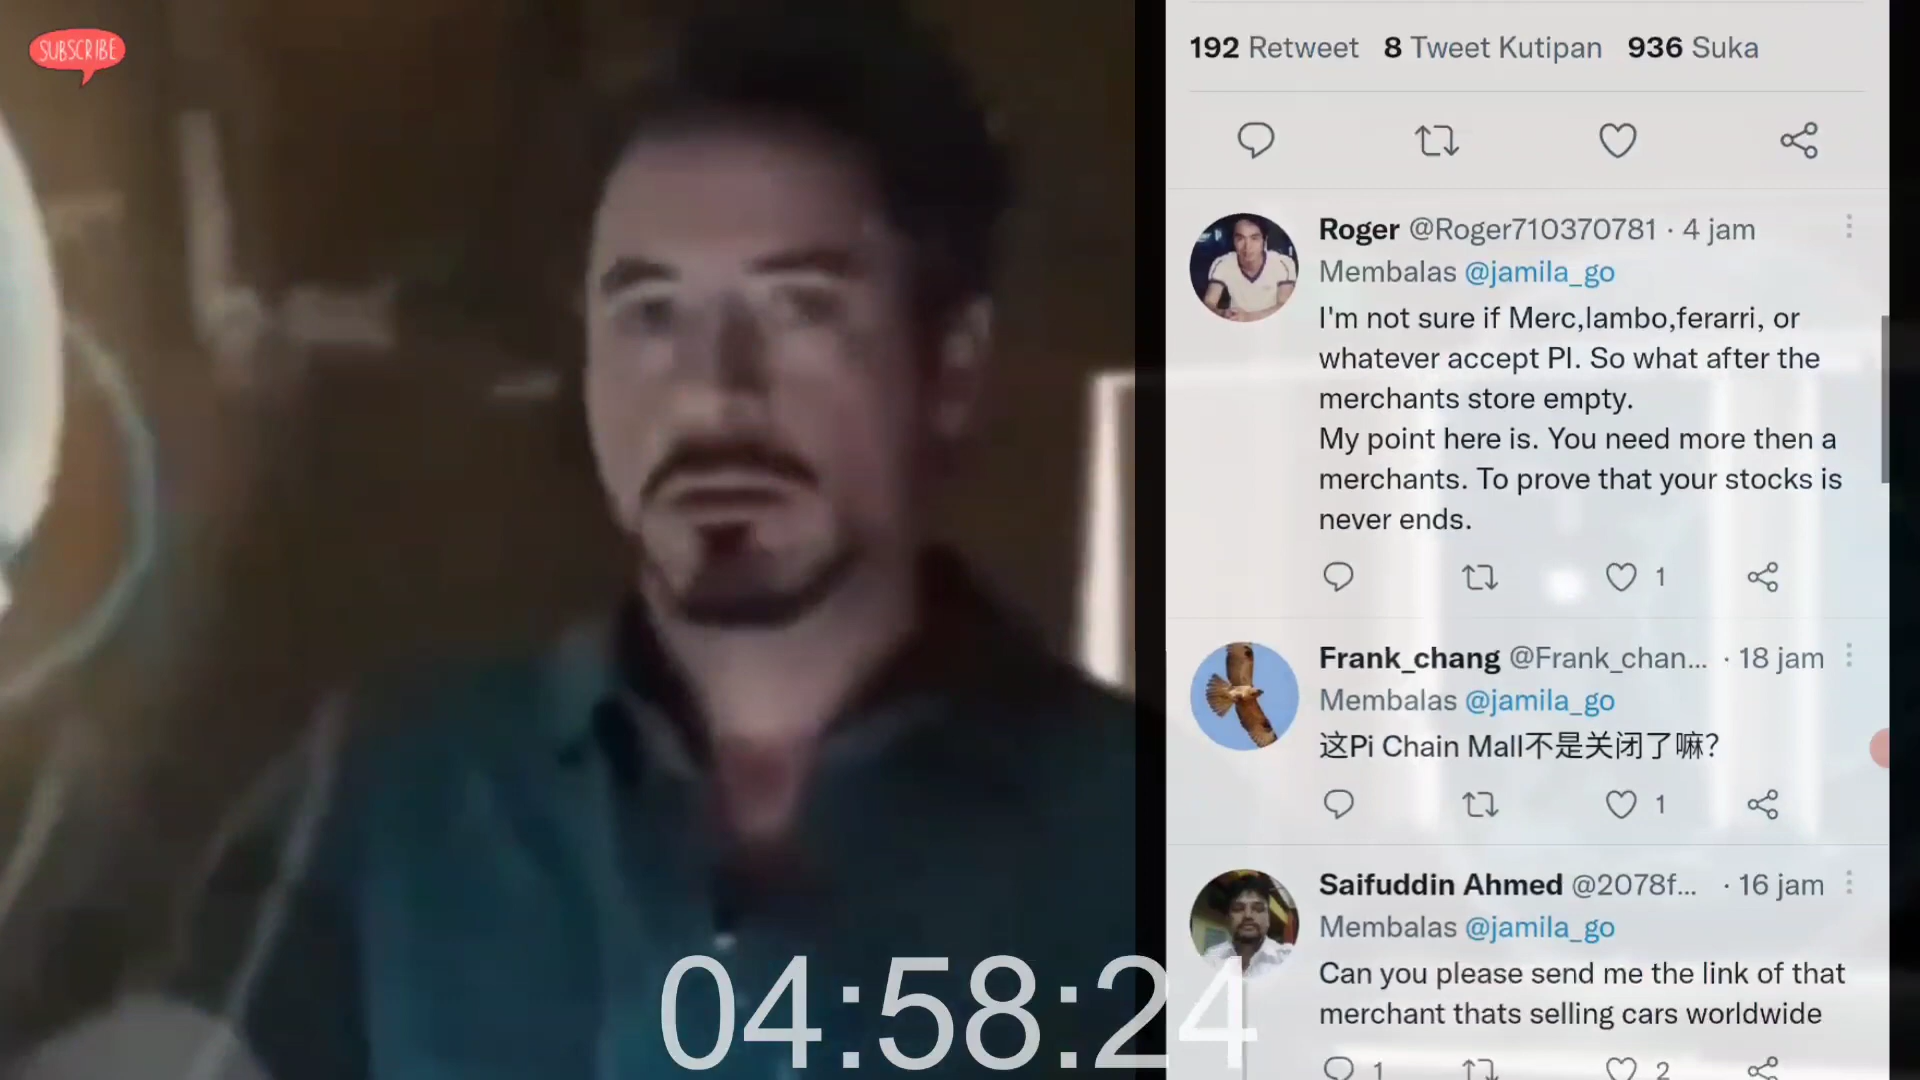 SUBSCRIBE
192 Retweet 8 Tweet Kutipan 936 Suka
Roger @Roger710370781 · 4 jam
Membalas @jamila_go
I'm not sure if Merc,lambo,ferarri, or
whatever accept PI. So what after the
merchants store empty.
My point here is. You need more then a
merchants. To prove that your stocks is
never ends.
1
Frank_chang @Frank_chan... · 18 jam
Membalas @jamila_go
这Pi Chain Mall不是关闭了嘛?
1
Saifuddin Ahmed @2078f... · 16 jam
Membalas @jamila_go
Can you please send me the link of that
merchant thats selling cars worldwide
1 2
04:58:24